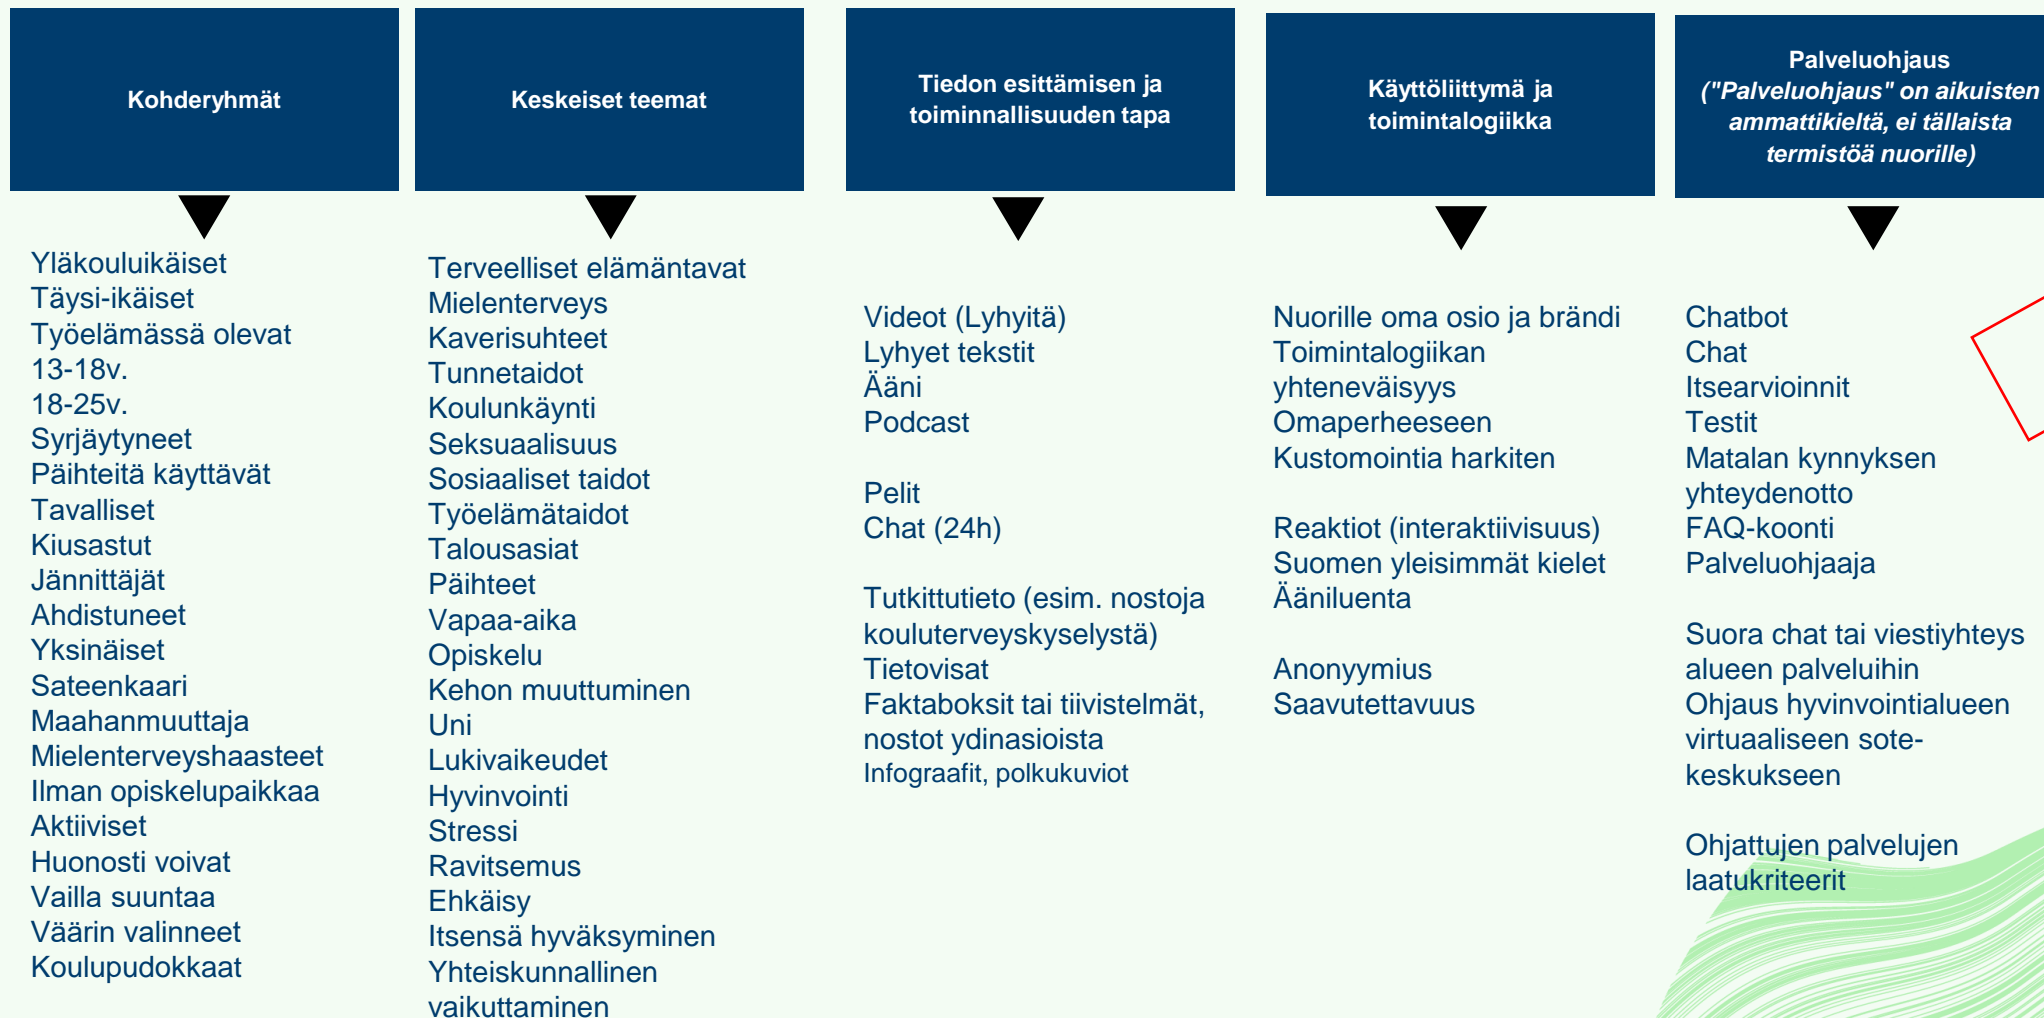 Kohderyhmät
Yläkouluikäiset
Täysi-ikäiset
Työelämässä olevat
13-18v.
18-25v.
Syrjäytyneet
Päihteitä käyttävät
Tavalliset
Kiusastut
Jännittäjät
Ahdistuneet
Yksinäiset
Sateenkaari
Maahanmuuttaja
Mielenterveyshaasteet
Ilman opiskelupaikkaa
Aktiiviset
Huonosti voivat
Vailla suuntaa
Väärin valinneet
Koulupudokkaat
Keskeiset teemat
Terveelliset elämäntavat
Mielenterveys
Kaverisuhteet
Tunnetaidot
Koulunkäynti
Seksuaalisuus
Sosiaaliset taidot
Työelämätaidot
Talousasiat
Päihteet
Vapaa-aika
Opiskelu
Kehon muuttuminen
Uni
Lukivaikeudet
Hyvinvointi
Stressi
Ravitsemus
Ehkäisy
Itsensä hyväksyminen
Yhteiskunnallinen
vaikuttaminen
Tiedon esittämisen ja
toiminnallisuuden tapa
Videot (Lyhyitä)
Lyhyet tekstit
Ääni
Podcast
Pelit
Chat (24h)
Tutkittutieto (esim. nostoja
kouluterveyskyselystä)
Tietovisat
Faktaboksit tai tiivistelmät,
nostot ydinasioista
Infograafit, polkukuviot
Käyttöliittymä ja
toimintalogiikka
Nuorille oma osio ja brändi
Toimintalogiikan
yhteneväisyys
Omaperheeseen
Kustomointia harkiten
Reaktiot (interaktiivisuus)
Suomen yleisimmät kielet
Ääniluenta
Anonyymius
Saavutettavuus
Palveluohjaus
("Palveluohjaus" on aikuisten
ammattikieltä, ei tällaista
termistöä nuorille)
Chatbot
Chat
Itsearvioinnit
Testit
Matalan kynnyksen
yhteydenotto
FAQ-koonti
Palveluohjaaja
Suora chat tai viestiyhteys
alueen palveluihin
Ohjaus hyvinvointialueen
virtuaaliseen sote-
keskukseen
Ohjattujen palvelujen
laatukriteerit